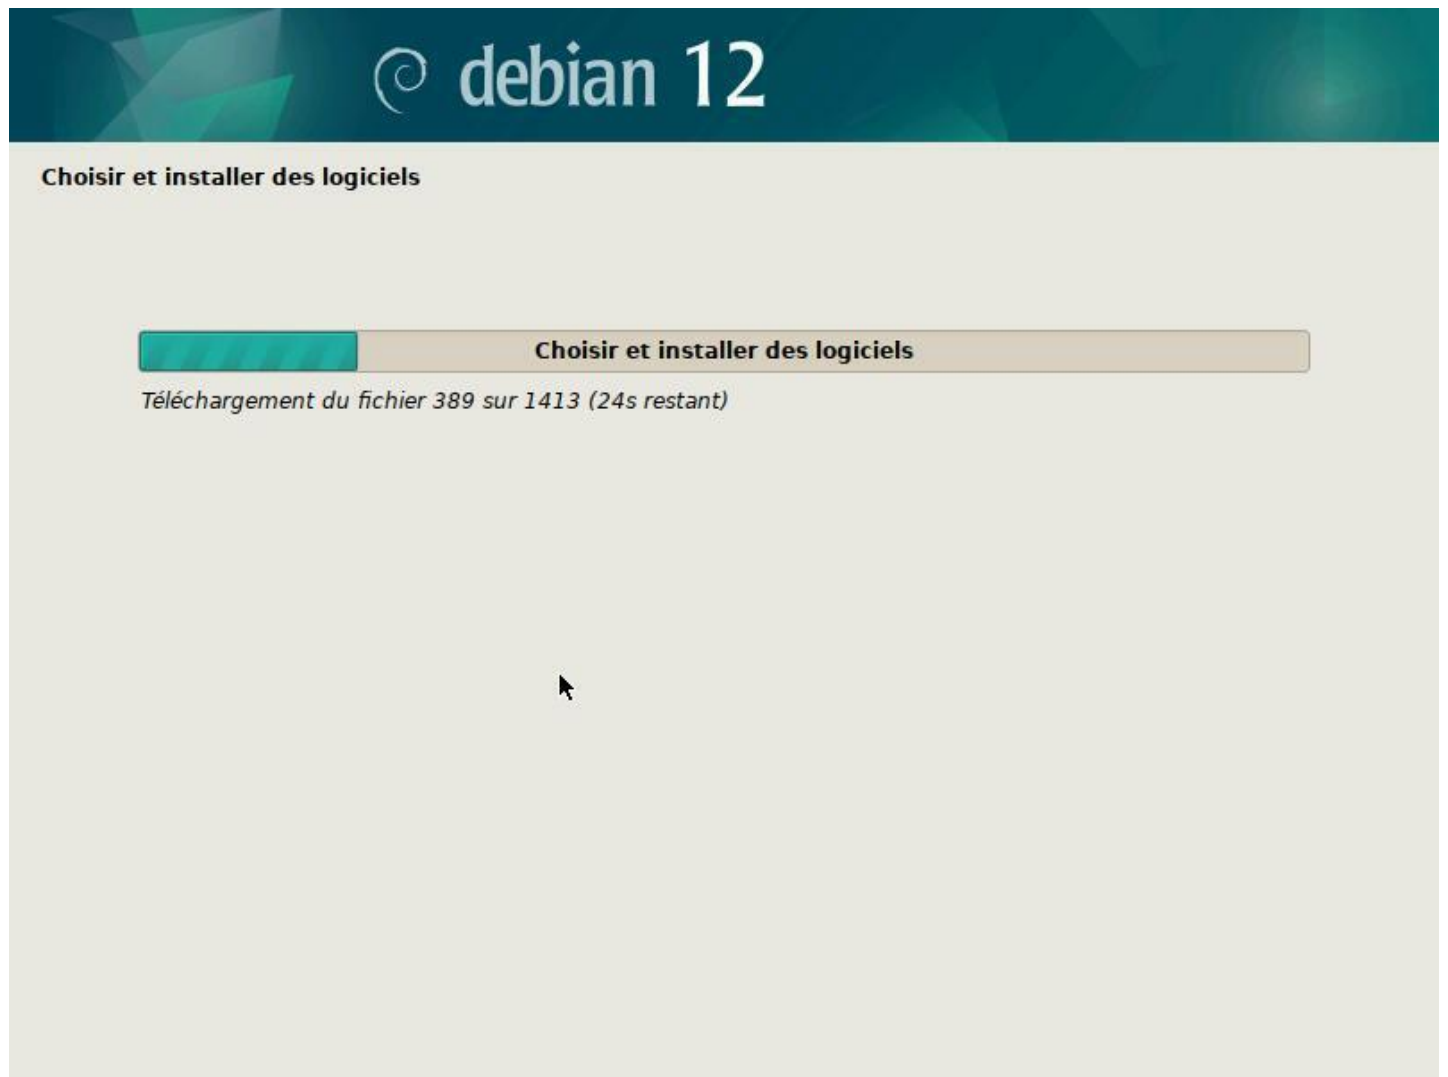 debian 12
Choisir et installer des logiciels
Choisir et installer des logiciels
Téléchargement du fichier 389 sur 1413 (24s restant)